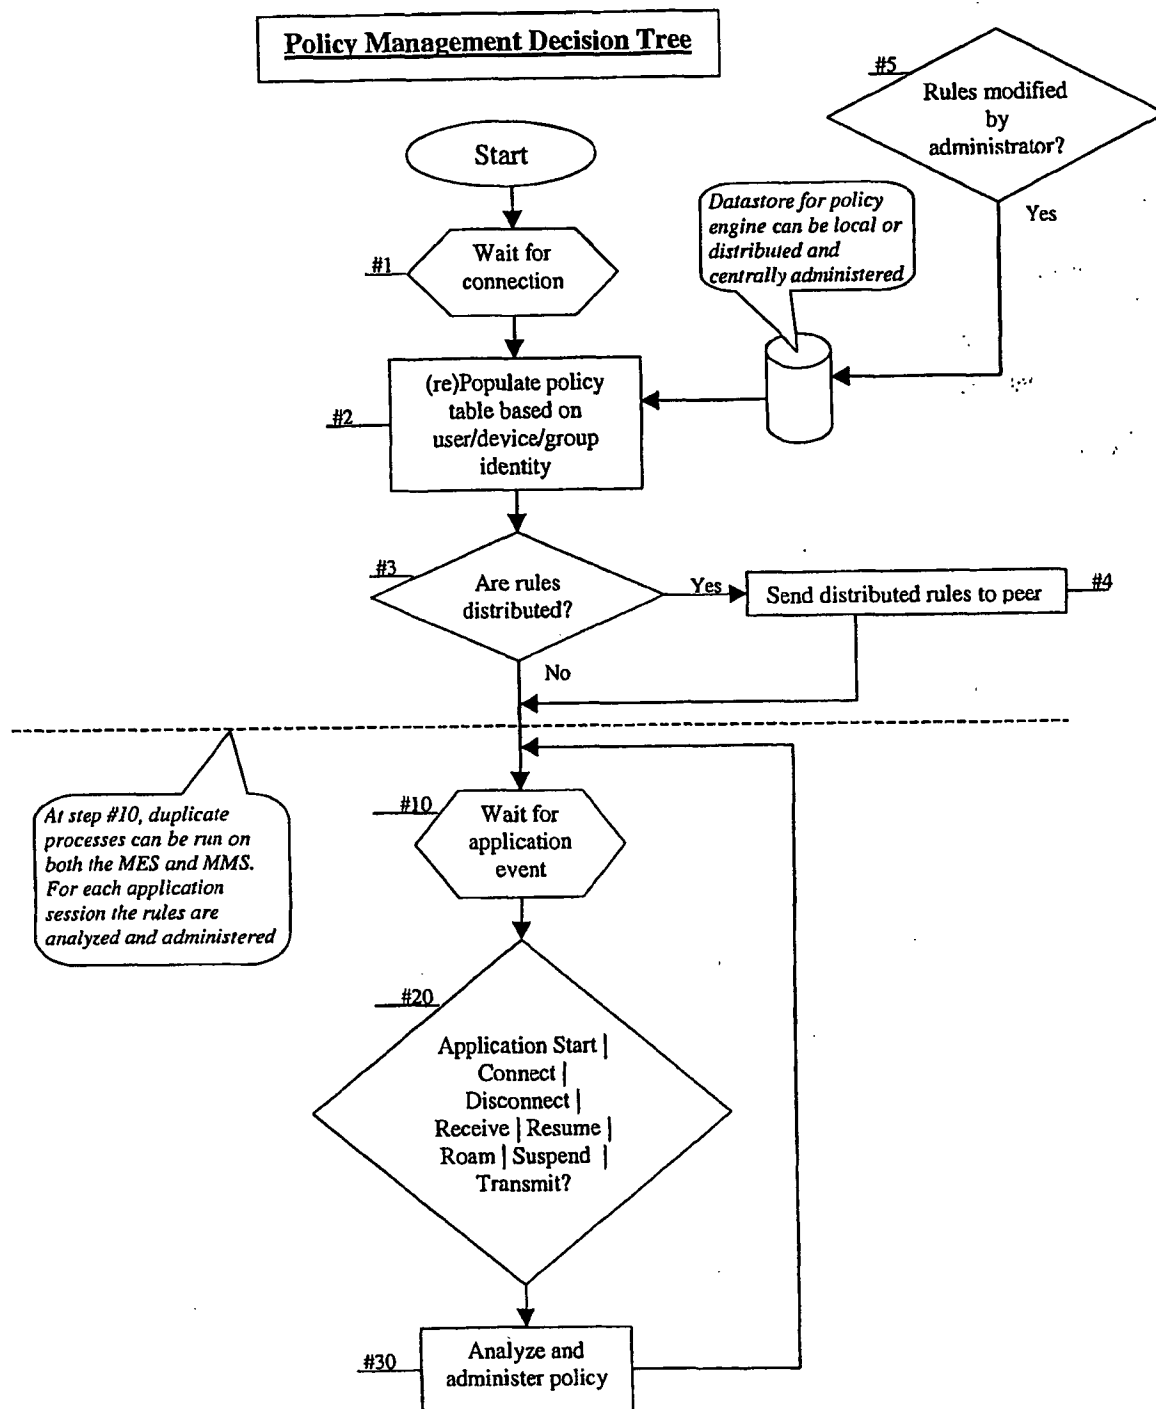 Policy Management Decision Tree
#5
Rules modified
by
administrator?
Yes
Start
Datastore for policy
engine can be local or
distributed and
centrally administered
#1
Wait for
connection
#2
(re)Populate policy
table based on
user/device/group
identity
#3
Are rules
distributed?
Yes
Send distributed rules to peer
#4
No
At step #10, duplicate
processes can be run on
both the MES and MMS.
For each application
session the rules are
analyzed and administered
#10
Wait for
application
event
#20
Application Start |
Connect |
Disconnect |
Receive | Resume |
Roam | Suspend |
Transmit?
#30
Analyze and
administer policy